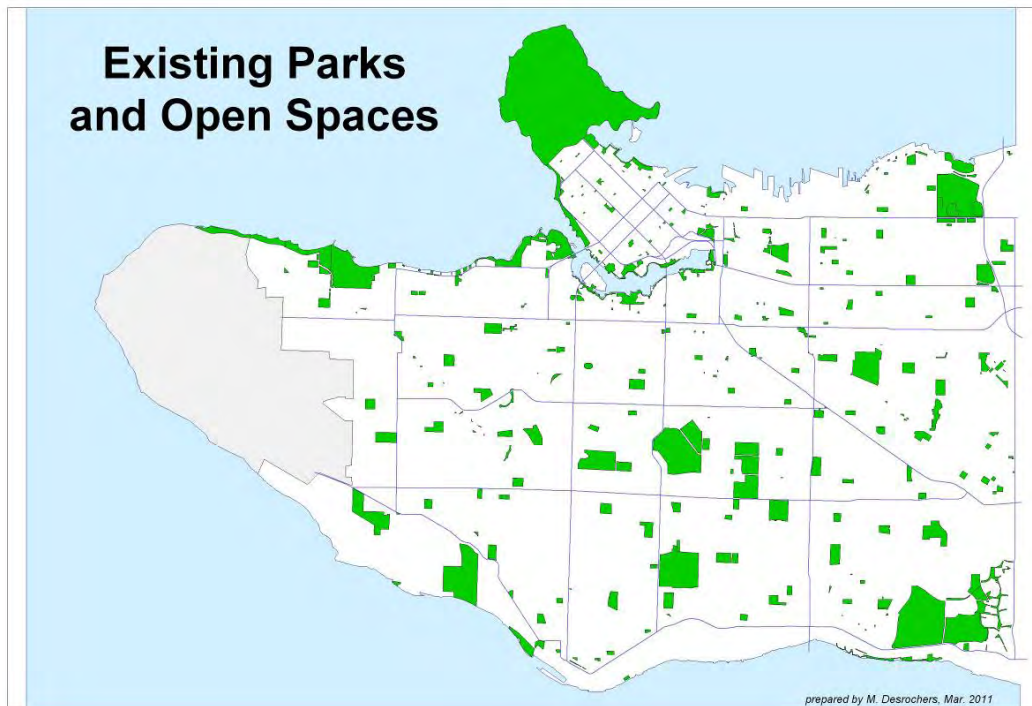 Existing Parks
and Open Spaces
prepared by M. Desrochers, Mar. 2011